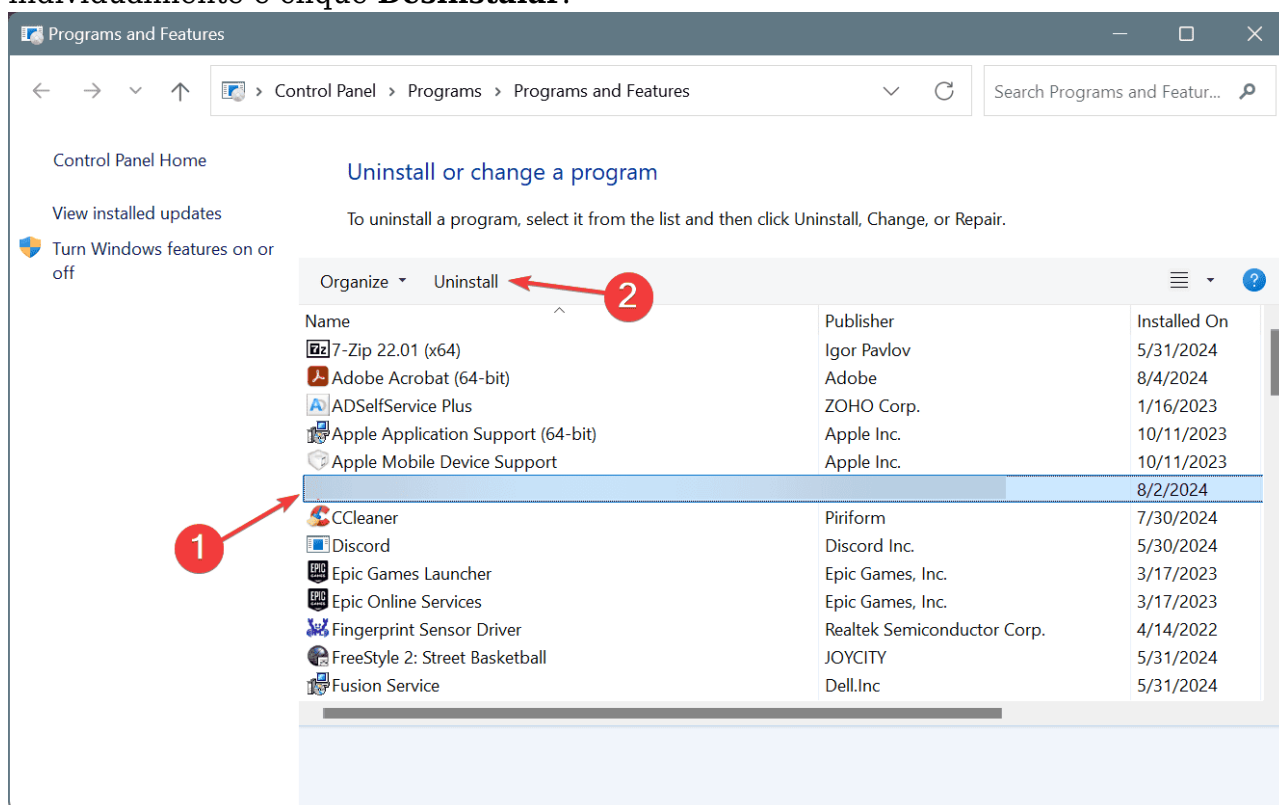 individualmente e clique Desinstalar.
Programs and Features
Control Panel > Programs > Programs and Features
Search Programs and Featur...
Control Panel Home
View installed updates
Turn Windows features on or
off
Uninstall or change a program
To uninstall a program, select it from the list and then click Uninstall, Change, or Repair.
Organize Uninstall
2
Name Publisher Installed On
7-Zip 22.01 (x64) Igor Pavlov 5/31/2024
Adobe Acrobat (64-bit) Adobe 8/4/2024
ADSelfService Plus ZOHO Corp. 1/16/2023
Apple Application Support (64-bit) Apple Inc. 10/11/2023
Apple Mobile Device Support Apple Inc. 10/11/2023
8/2/2024
1
CCleaner Piriform 7/30/2024
Discord Discord Inc. 5/30/2024
EPIC GAMES Epic Games Launcher Epic Games, Inc. 3/17/2023
EPIC GAMES Epic Online Services Epic Games, Inc. 3/17/2023
Fingerprint Sensor Driver Realtek Semiconductor Corp. 4/14/2022
FreeStyle 2: Street Basketball JOYCITY 5/31/2024
Fusion Service Dell.Inc 5/31/2024